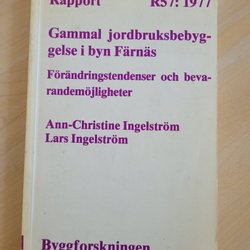 Rapport R57:1977
Gammal jordbruksbebyg-
gelse i byn Färnäs
Förändringstendenser och beva-
randemöjligheter
Ann-Christine Ingelström
Lars Ingelström
Byggforskningen